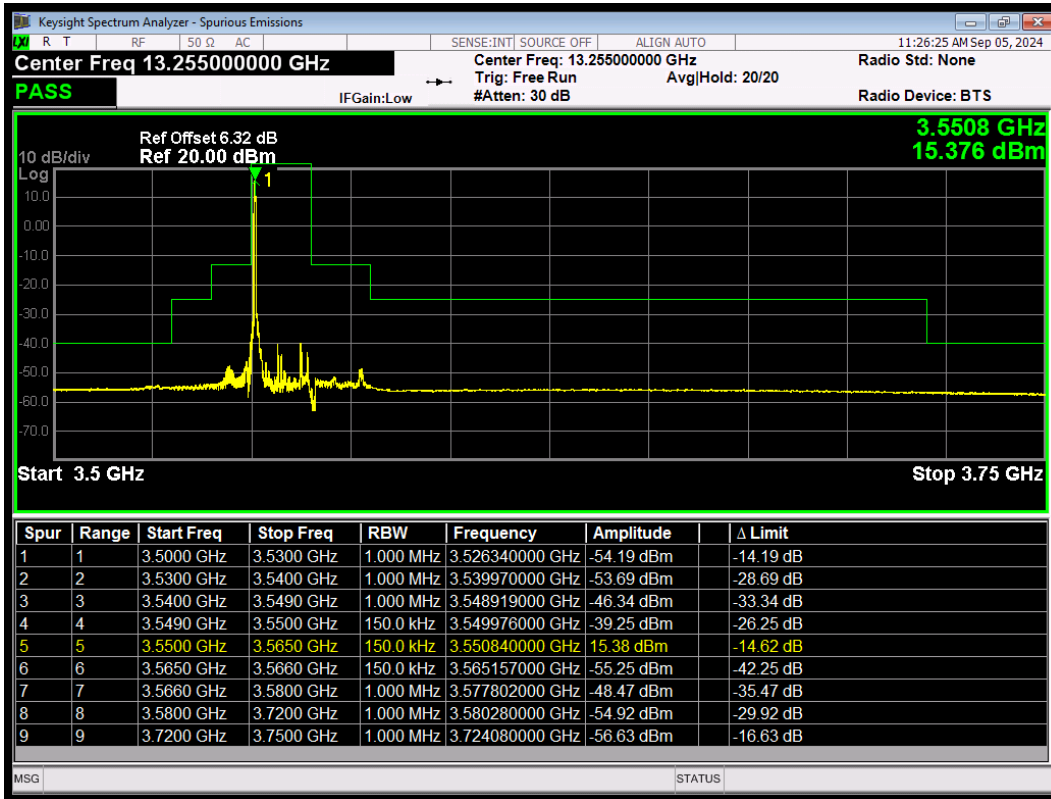 Keysight Spectrum Analyzer - Spurious Emissions
LXI R T RF 50 Ω AC SENSE:INT SOURCE OFF ALIGN AUTO 11:26:25 AM Sep 05, 2024
Center Freq 13.255000000 GHz Center Freq: 13.255000000 GHz Radio Std: None
Trig: Free Run Avg|Hold: 20/20
PASS IFGain:Low #Atten: 30 dB Radio Device: BTS
3.5508 GHz
Ref Offset 6.32 dB
10 dB/div Ref 20.00 dBm 15.376 dBm
Log
1
10.0
0.00
-10.0
-20.0
-30.0
-40.0
-50.0
-60.0
-70.0
Start 3.5 GHz Stop 3.75 GHz
Spur Range Start Freq Stop Freq RBW Frequency Amplitude Δ Limit
1 1 3.5000 GHz 3.5300 GHz 1.000 MHz 3.526340000 GHz -54.19 dBm -14.19 dB
2 2 3.5300 GHz 3.5400 GHz 1.000 MHz 3.539970000 GHz -53.69 dBm -28.69 dB
3 3 3.5400 GHz 3.5490 GHz 1.000 MHz 3.548919000 GHz -46.34 dBm -33.34 dB
4 4 3.5490 GHz 3.5500 GHz 150.0 kHz 3.549976000 GHz -39.25 dBm -26.25 dB
5 5 3.5500 GHz 3.5650 GHz 150.0 kHz 3.550840000 GHz 15.38 dBm -14.62 dB
6 6 3.5650 GHz 3.5660 GHz 150.0 kHz 3.565157000 GHz -55.25 dBm -42.25 dB
7 7 3.5660 GHz 3.5800 GHz 1.000 MHz 3.577802000 GHz -48.47 dBm -35.47 dB
8 8 3.5800 GHz 3.7200 GHz 1.000 MHz 3.580280000 GHz -54.92 dBm -29.92 dB
9 9 3.7200 GHz 3.7500 GHz 1.000 MHz 3.724080000 GHz -56.63 dBm -16.63 dB
MSG STATUS